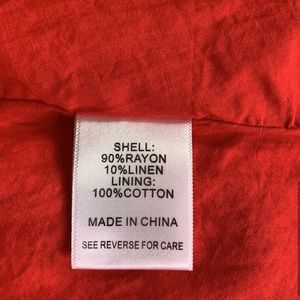 SHELL:
90%RAYON
10%LINEN
LINING:
100%COTTON
MADE IN CHINA
SEE REVERSE FOR CARE